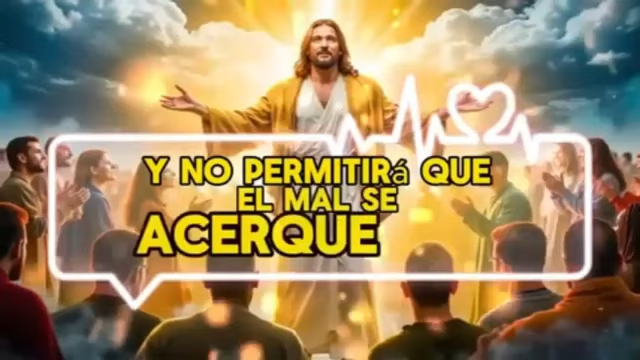 Y NO PERMITIRá QUE
EL MAL SE
ACERQUE